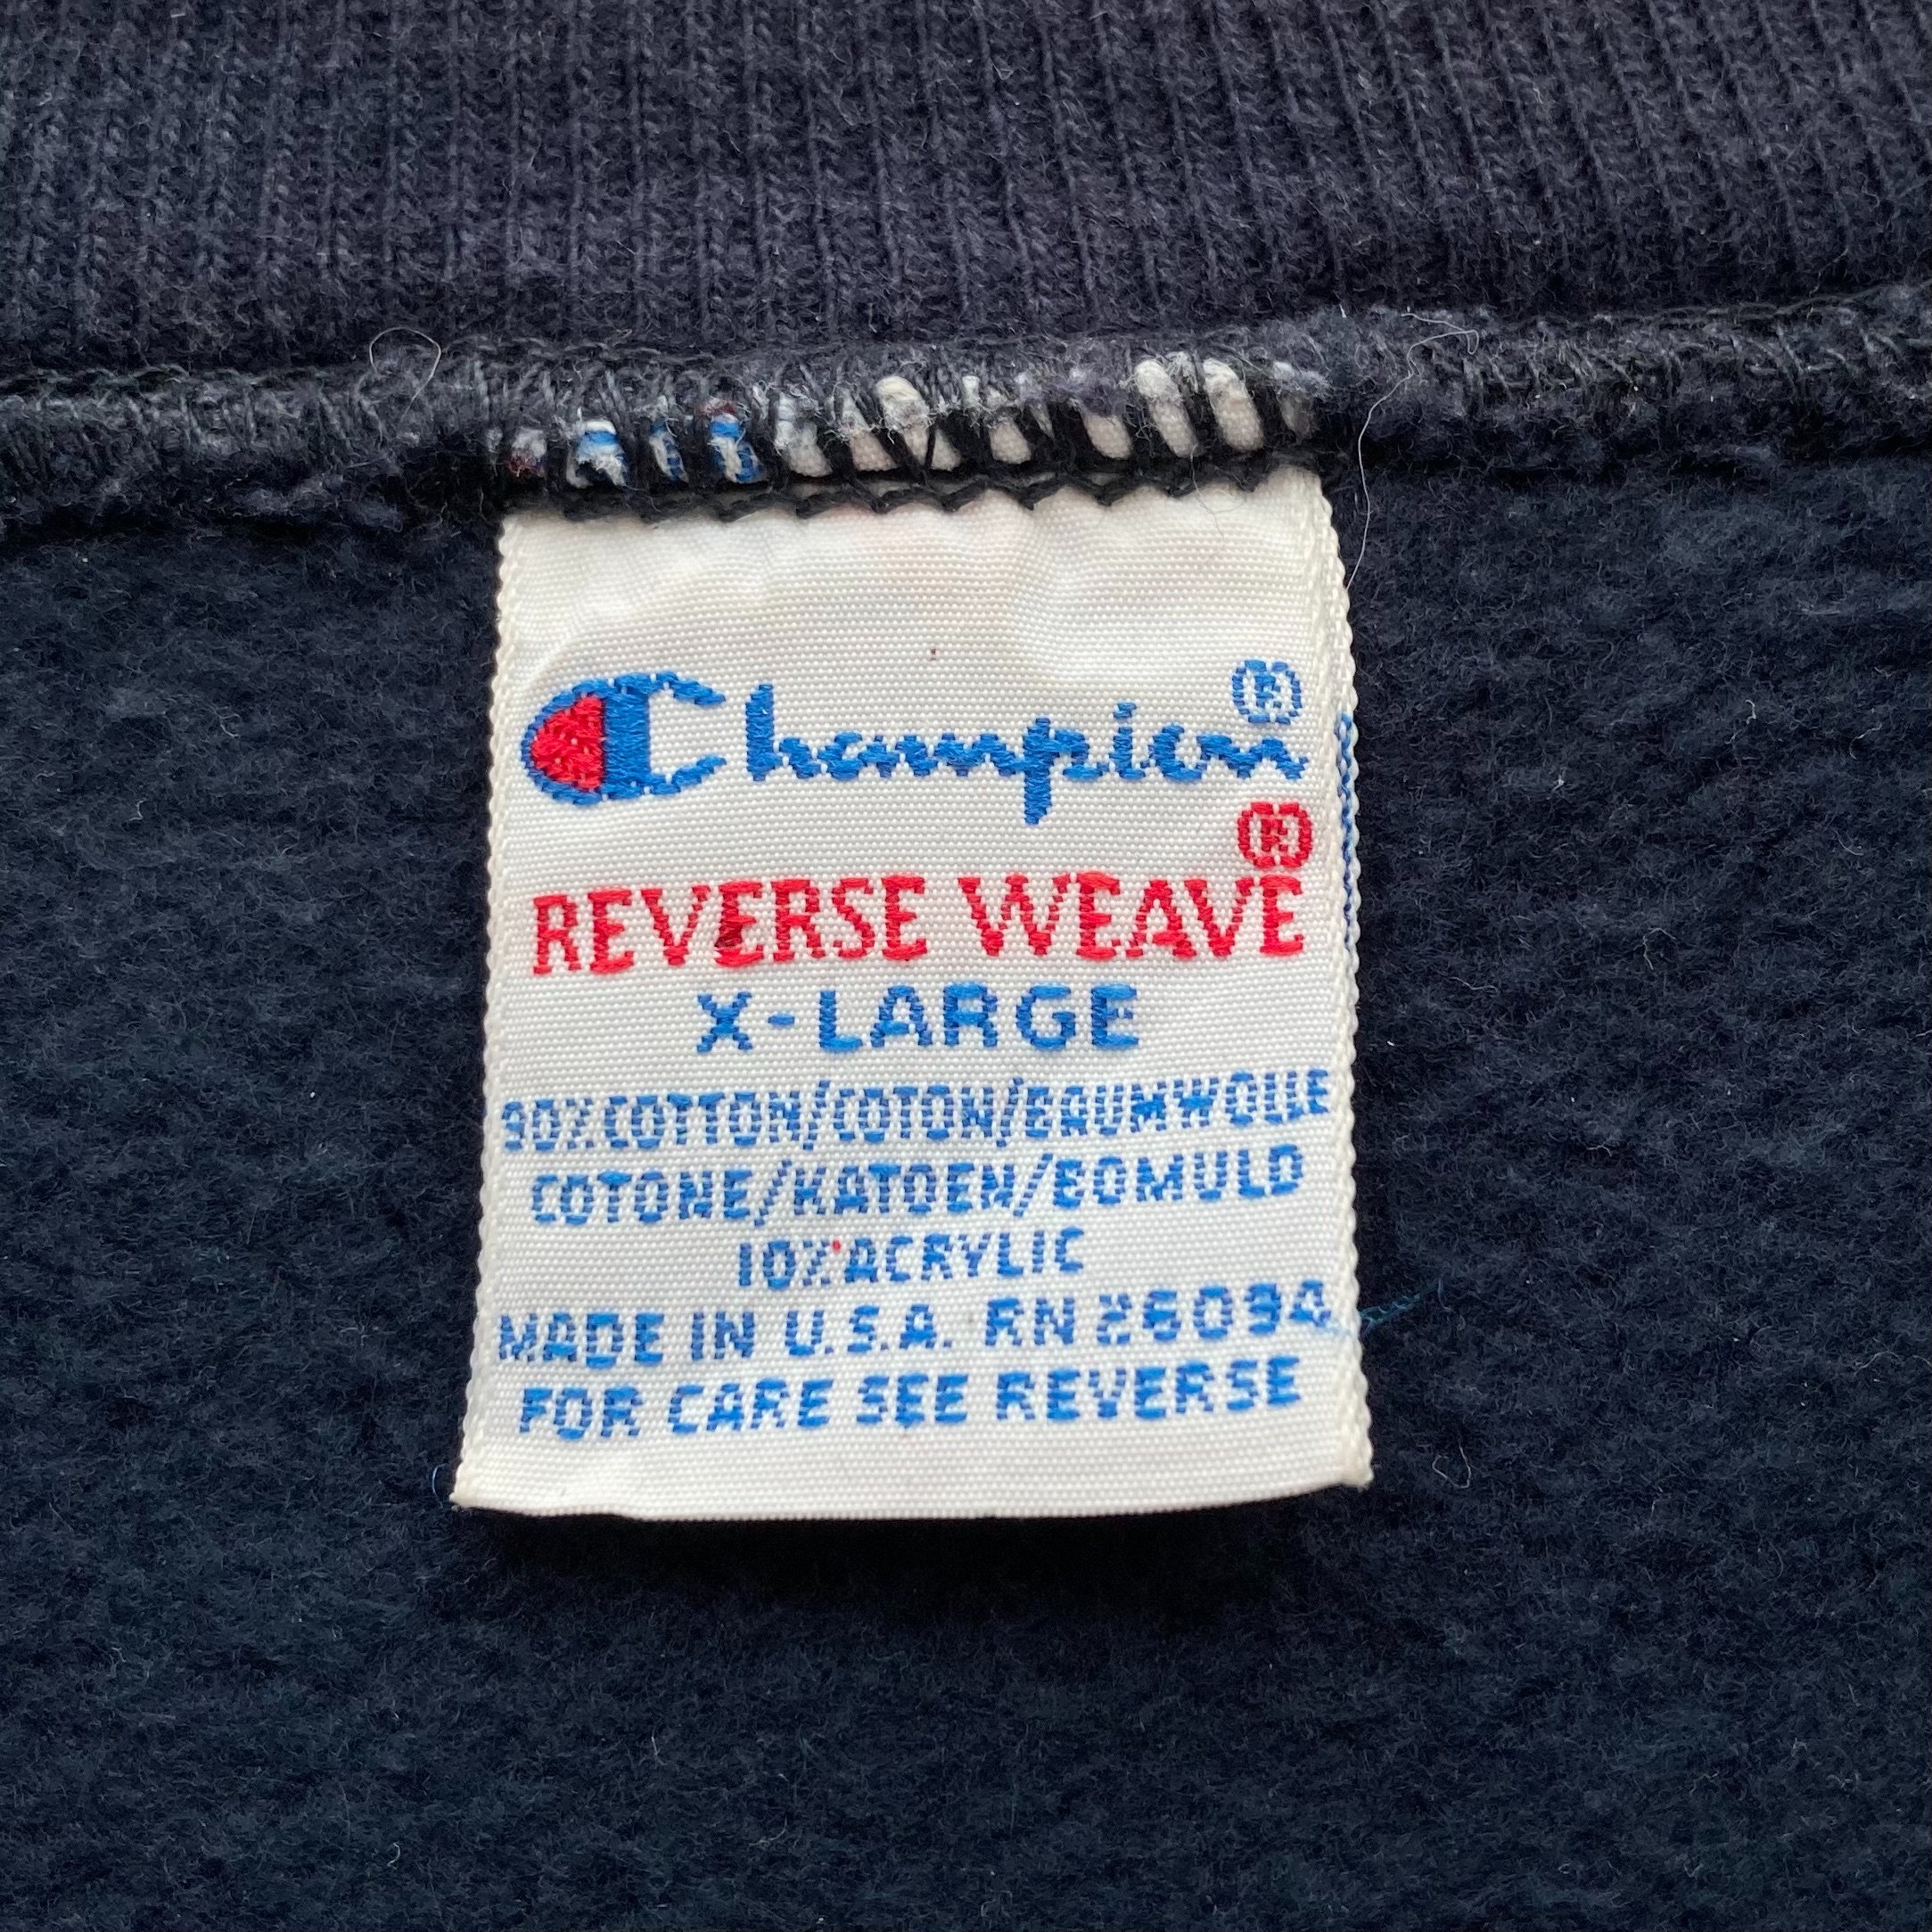 Champion®
REVERSE WEAVE®
X-LARGE
90% COTTON/COTON/BAUMWOLLE
COTONE/KATOEN/BOMULD
10% ACRYLIC
MADE IN U.S.A. RN 26094
FOR CARE SEE REVERSE